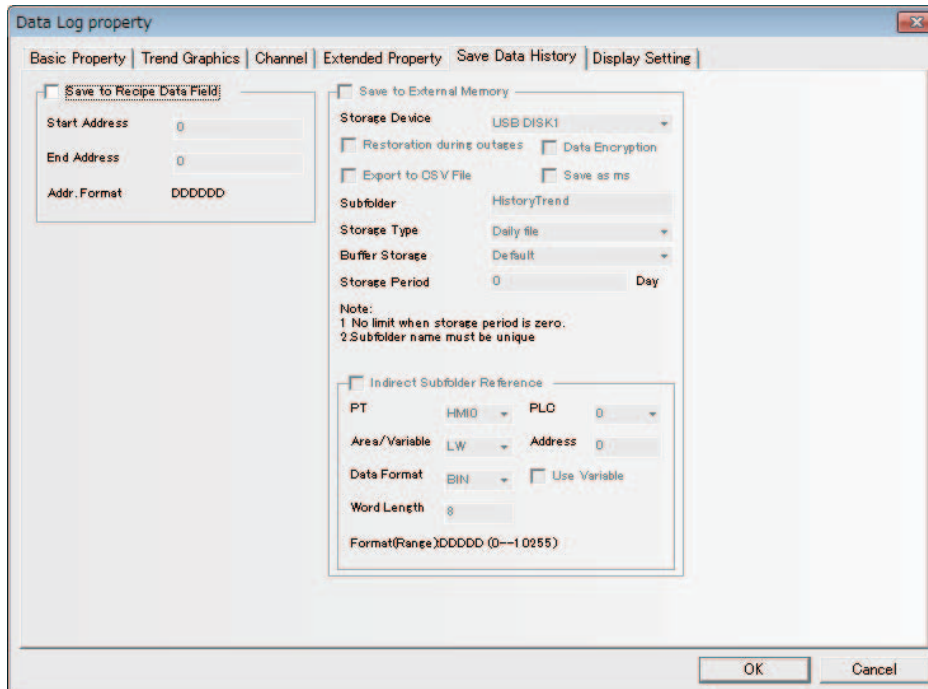 Data Log property
Basic Property Trend Graphics Channel Extended Property Save Data History Display Setting
Save to Recipe Data Field
Start Address 0
End Address 0
Addr. Format DDDDDD
Save to External Memory
Storage Device USB DISK1
Restoration during outages Data Encryption
Export to CSV File Save as ms
Subfolder HistoryTrend
Storage Type Daily file
Buffer Storage Default
Storage Period 0 Day
Note:
1 No limit when storage period is zero.
2.Subfolder name must be unique
Indirect Subfolder Reference
PT HMI0 PLC 0
Area/Variable LW Address 0
Data Format BIN Use Variable
Word Length 8
Format(Range):DDDDD (0--10255)
OK Cancel